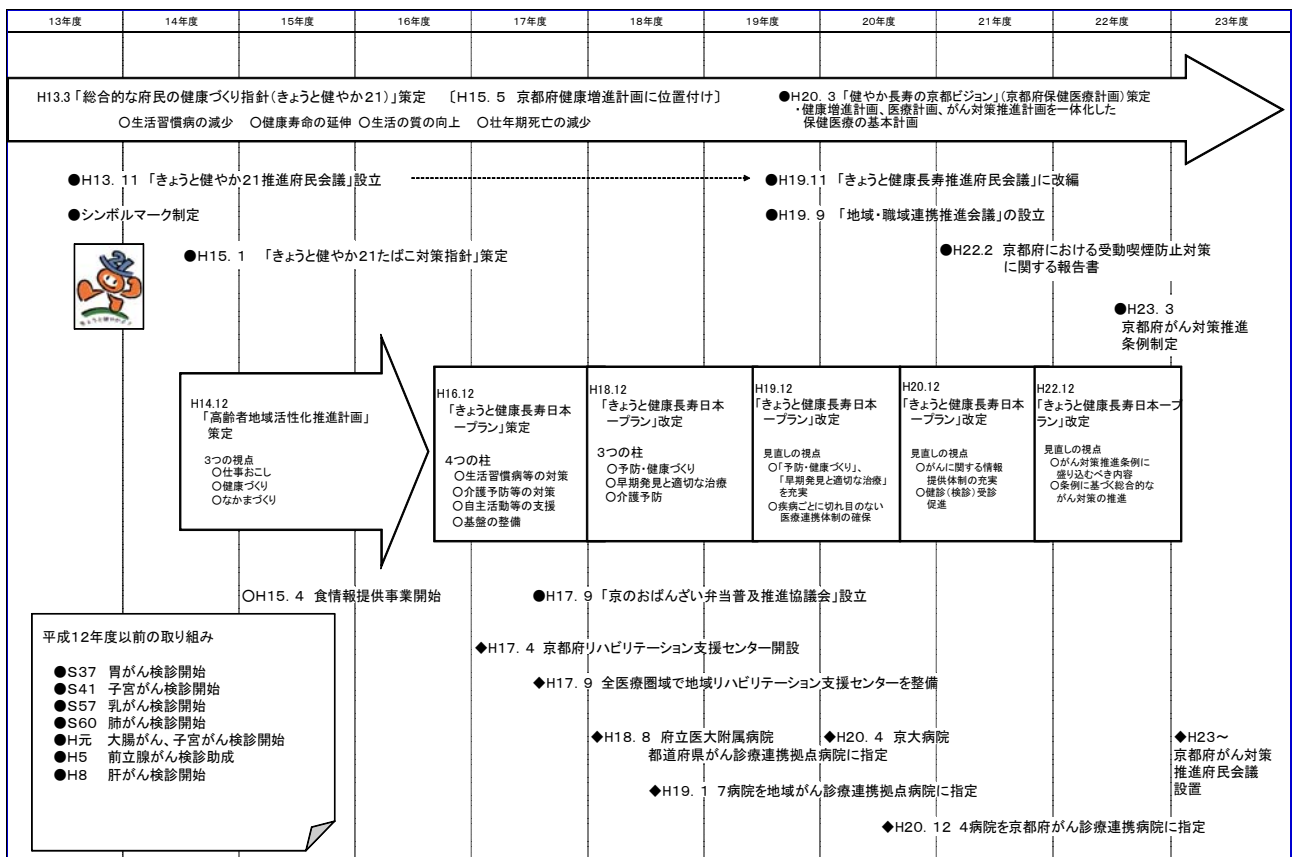 13年度 14年度 15年度 16年度 17年度 18年度 19年度 20年度 21年度 22年度 23年度
H13.3「総合的な府民の健康づくり指針(きょうと健やか21)」策定 〔H15.5 京都府健康増進計画に位置付け〕
○生活習慣病の減少 ○健康寿命の延伸 ○生活の質の向上 ○壮年期死亡の減少
●H20.3「健やか長寿の京都ビジョン」(京都府保健医療計画)策定
・健康増進計画、医療計画、がん対策推進計画を一体化した
保健医療の基本計画
●H13.11「きょうと健やか21推進府民会議」設立
●H19.11「きょうと健康長寿推進府民会議」に改編
●シンボルマーク制定
●H19.9「地域・職域連携推進会議」の設立
きょうと健やか21
●H15.1 「きょうと健やか21たばこ対策指針」策定
●H22.2 京都府における受動喫煙防止対策
に関する報告書
●H23.3
京都府がん対策推進
条例制定
H14.12
「高齢者地域活性化推進計画」
策定
3つの視点
○仕事おこし
○健康づくり
○なかまづくり
H16.12
「きょうと健康長寿日本
一プラン」策定
4つの柱
○生活習慣病等の対策
○介護予防等の対策
○自主活動等の支援
○基盤の整備
H18.12
「きょうと健康長寿日本
一プラン」改定
3つの柱
○予防・健康づくり
○早期発見と適切な治療
○介護予防
H19.12
「きょうと健康長寿日本
一プラン」改定
見直しの視点
○「予防・健康づくり」、
「早期発見と適切な治療」
を充実
○疾病ごとに切れ目のない
医療連携体制の確保
H20.12
「きょうと健康長寿日本
一プラン」改定
見直しの視点
○がんに関する情報
提供体制の充実
○健診(検診)受診
促進
H22.12
「きょうと健康長寿日本一プ
ラン」改定
見直しの視点
○がん対策推進条例に
盛り込むべき内容
○条例に基づく総合的な
がん対策の推進
○H15.4 食情報提供事業開始
●H17.9「京のおばんざい弁当普及推進協議会」設立
平成12年度以前の取り組み
●S37 胃がん検診開始
●S41 子宮がん検診開始
●S57 乳がん検診開始
●S60 肺がん検診開始
●H元 大腸がん、子宮がん検診開始
●H5 前立腺がん検診助成
●H8 肝がん検診開始
◆H17.4 京都府リハビリテーション支援センター開設
◆H17.9 全医療圏域で地域リハビリテーション支援センターを整備
◆H18.8 府立医大附属病院 ◆H20.4 京大病院
都道府県がん診療連携拠点病院に指定
◆H19.1 7病院を地域がん診療連携拠点病院に指定
◆H20.12 4病院を京都府がん診療連携病院に指定
◆H23～
京都府がん対策
推進府民会議
設置